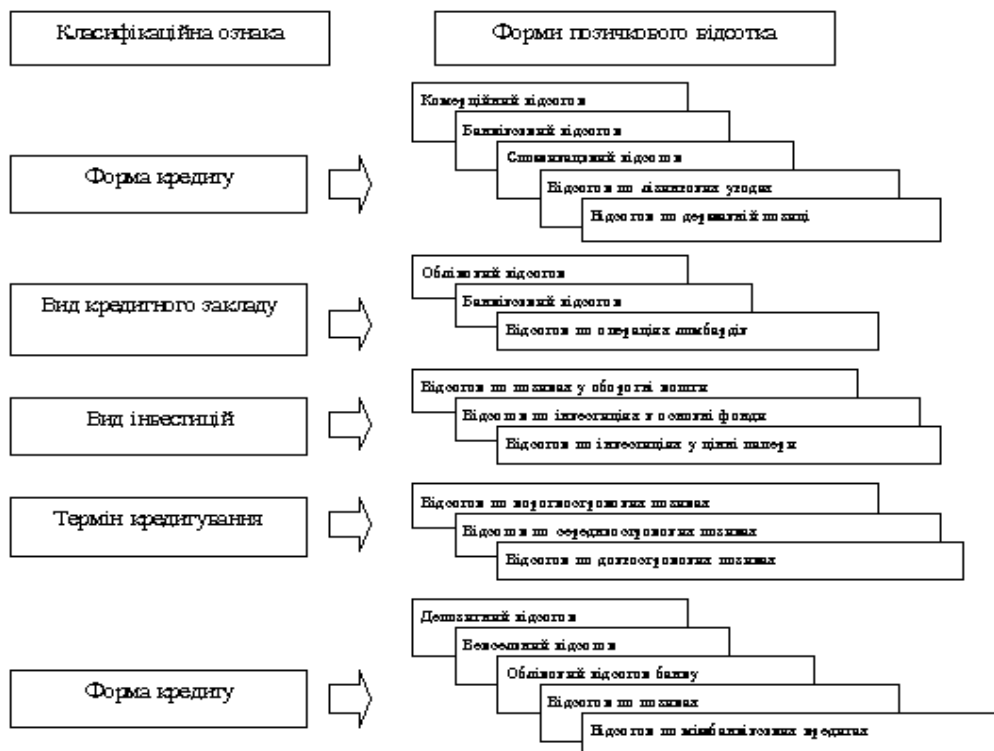 Класифікаційна ознака
Форми позичкового відсотка
Форма кредиту
Комерційний відсоток
Банківський відсоток
Споживчий відсоток
Відсоток по лізингових угодах
Відсоток по державній позиці
Вид кредитного закладу
Обліковий відсоток
Банківський відсоток
Відсоток по операціях ломбардів
Вид інвестицій
Відсоток по позиках у оборотні кошти
Відсоток по інвестиціях в основні фонди
Відсоток по інвестиціях у цінні папери
Термін кредитування
Відсоток по короткострокових позиках
Відсоток по середньострокових позиках
Відсоток по довгострокових позиках
Форма кредиту
Депозитний відсоток
Вексельний відсоток
Обліковий відсоток банку
Відсоток по позиках
Відсоток по міжбанківських кредитах